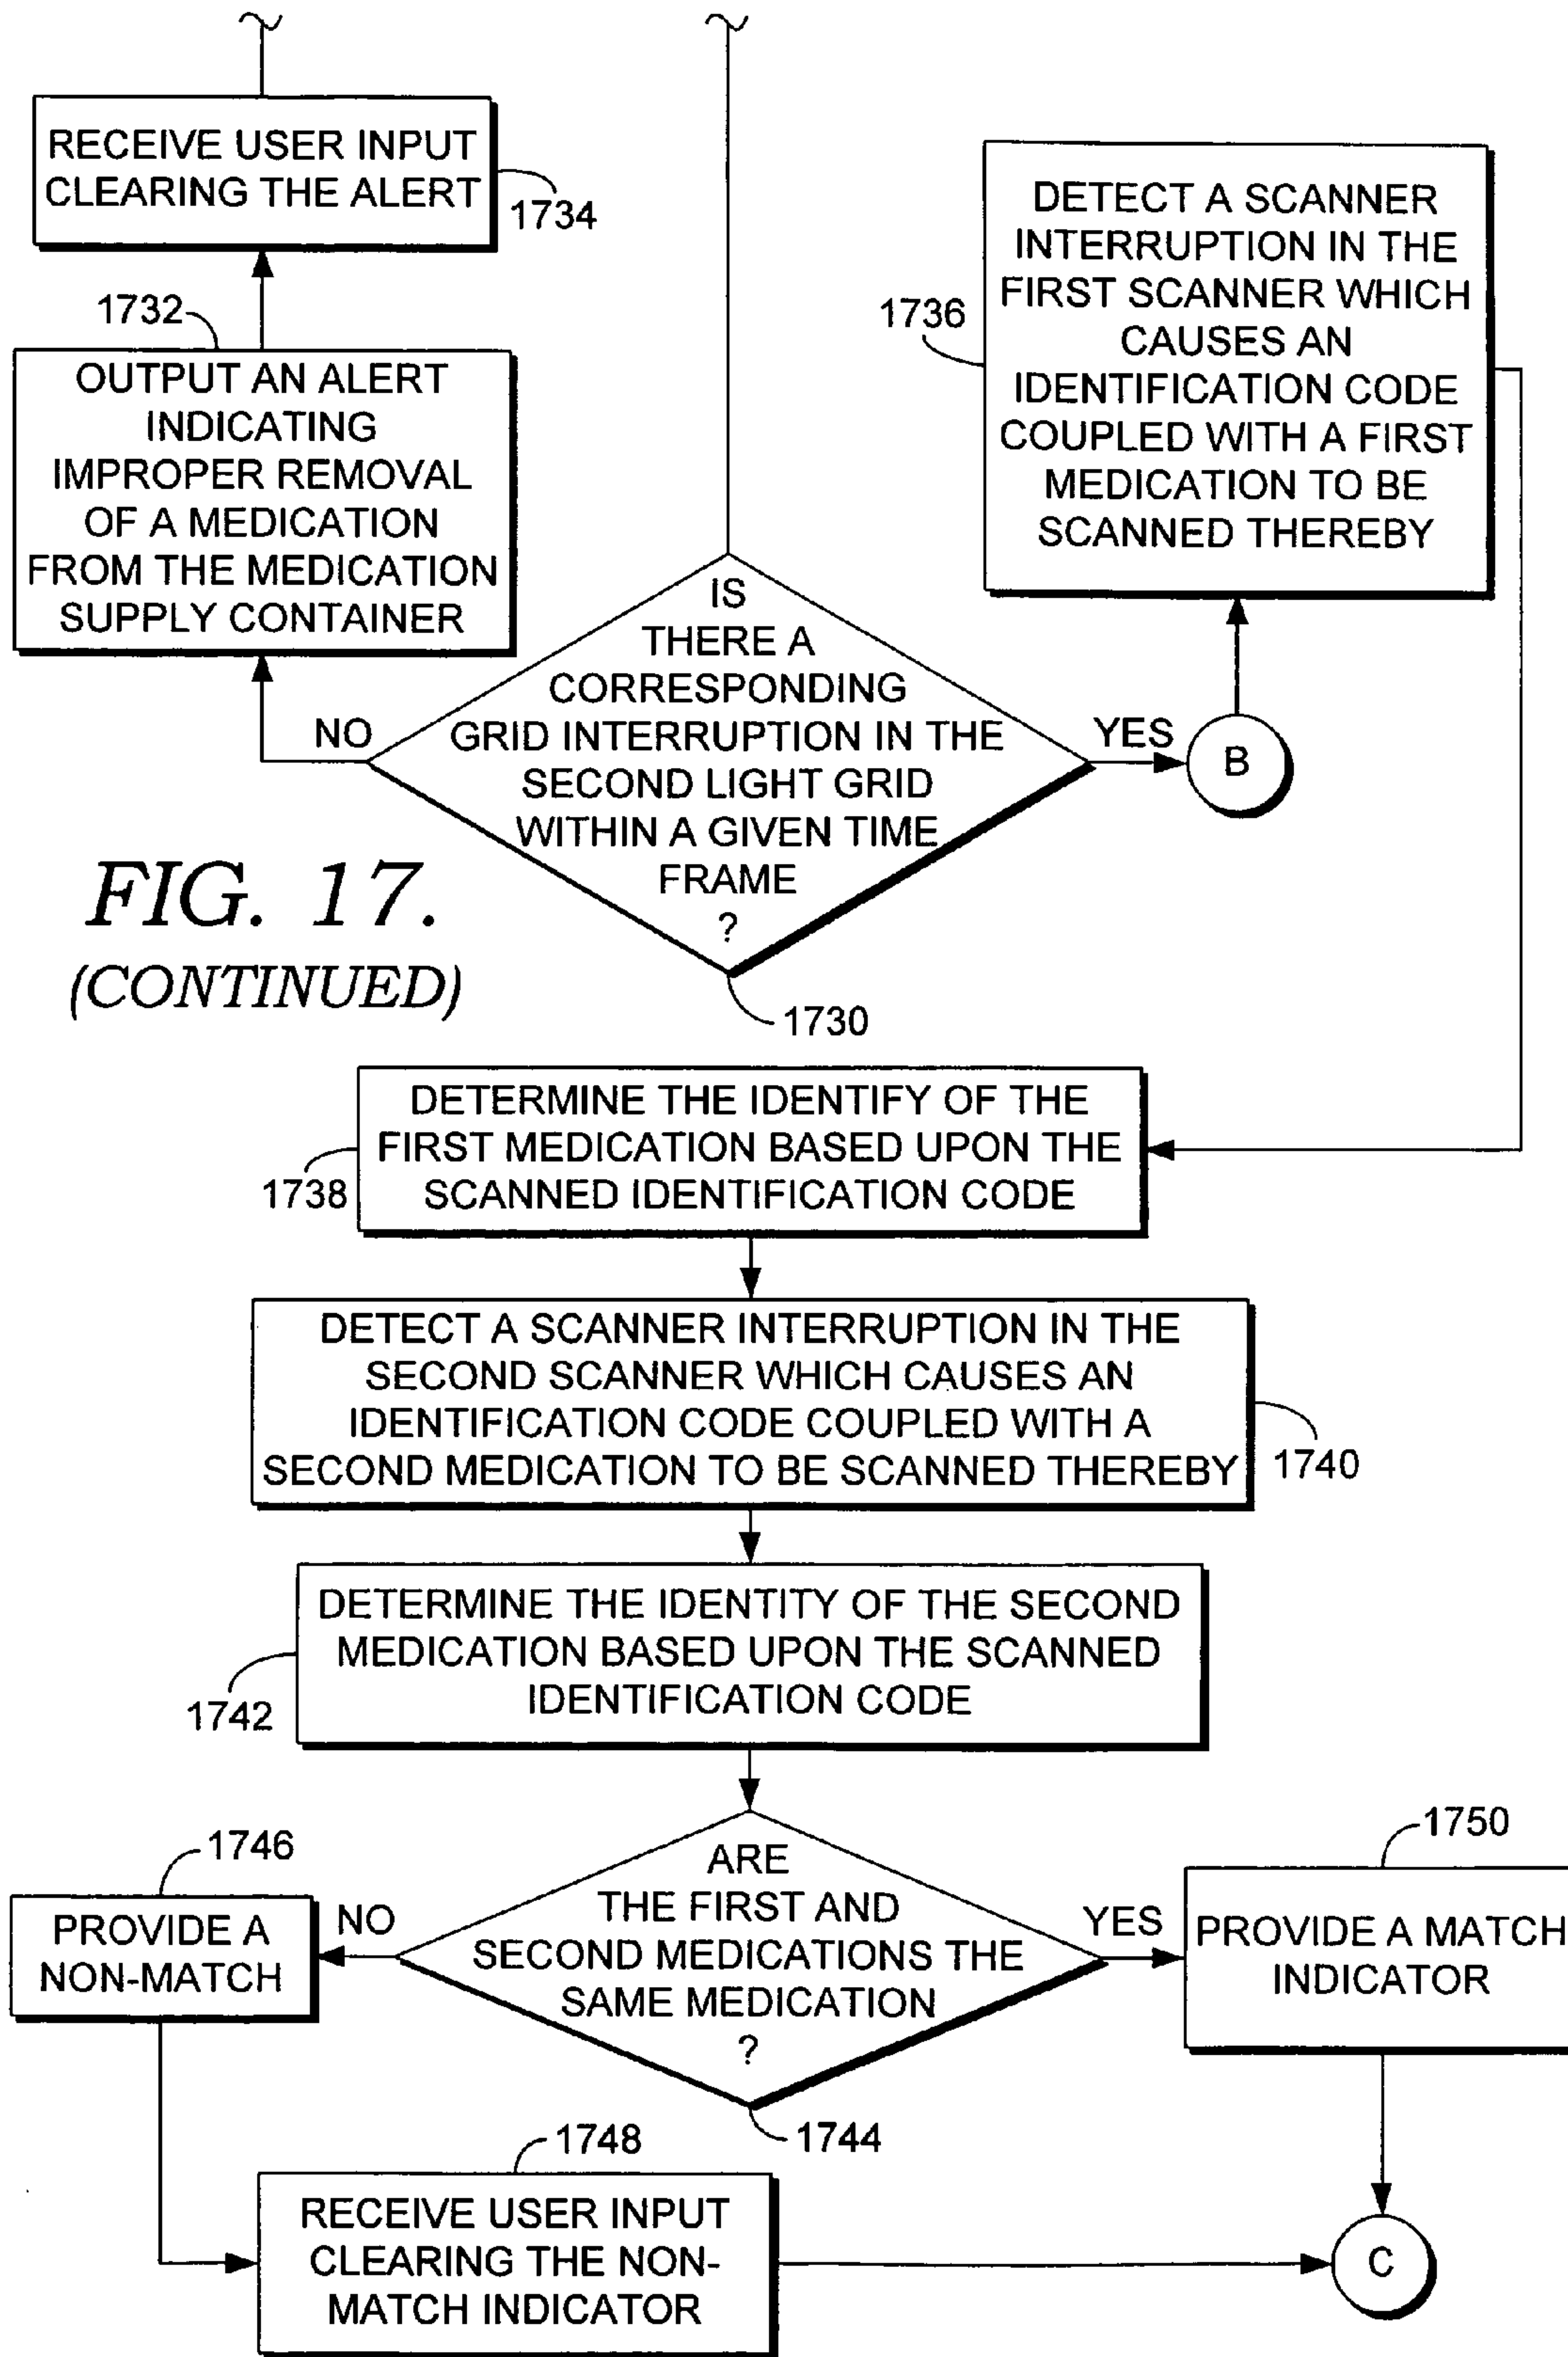 RECEIVE USER INPUT
CLEARING THE ALERT
1734
1732
OUTPUT AN ALERT
INDICATING
IMPROPER REMOVAL
OF A MEDICATION
FROM THE MEDICATION
SUPPLY CONTAINER
DETECT A SCANNER
INTERRUPTION IN THE
FIRST SCANNER WHICH
CAUSES AN
IDENTIFICATION CODE
COUPLED WITH A FIRST
MEDICATION TO BE
SCANNED THEREBY
1736
IS
THERE A
CORRESPONDING
GRID INTERRUPTION IN THE
SECOND LIGHT GRID
WITHIN A GIVEN TIME
FRAME
?
NO
YES
B
1730
FIG. 17.
(CONTINUED)
DETERMINE THE IDENTIFY OF THE
FIRST MEDICATION BASED UPON THE
SCANNED IDENTIFICATION CODE
1738
DETECT A SCANNER INTERRUPTION IN THE
SECOND SCANNER WHICH CAUSES AN
IDENTIFICATION CODE COUPLED WITH A
SECOND MEDICATION TO BE SCANNED THEREBY
1740
DETERMINE THE IDENTITY OF THE SECOND
MEDICATION BASED UPON THE SCANNED
IDENTIFICATION CODE
1742
ARE
THE FIRST AND
SECOND MEDICATIONS THE
SAME MEDICATION
?
1744
NO
YES
1746
PROVIDE A
NON-MATCH
1750
PROVIDE A MATCH
INDICATOR
1748
RECEIVE USER INPUT
CLEARING THE NON-
MATCH INDICATOR
C